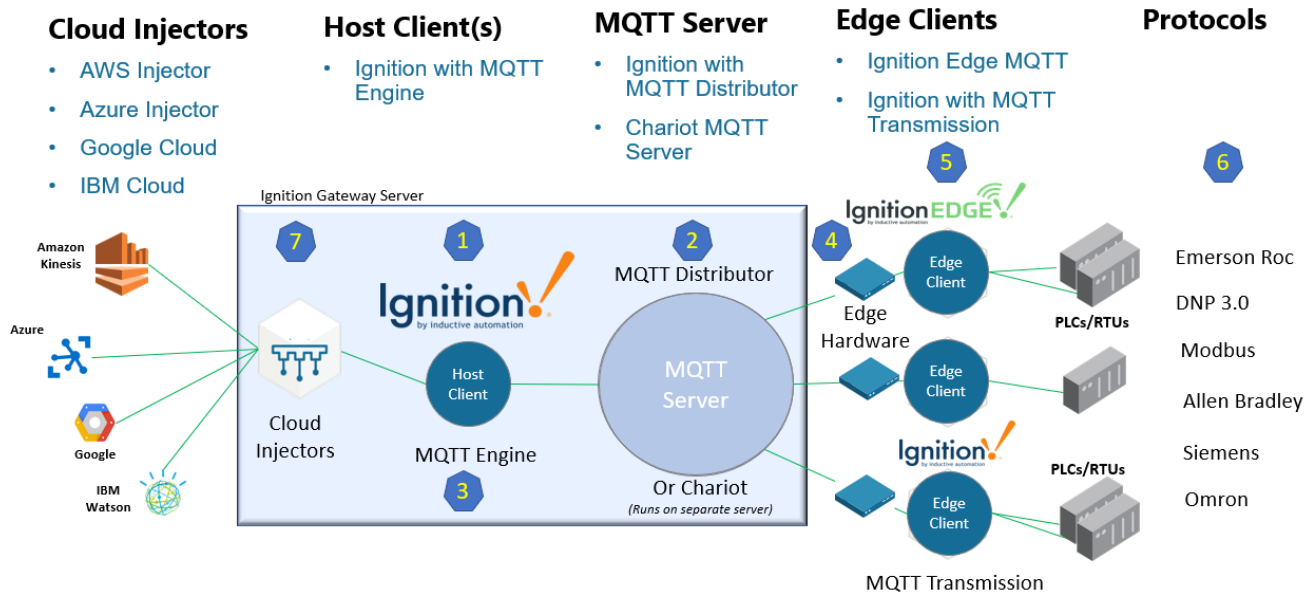 Cloud Injectors
• AWS Injector
• Azure Injector
• Google Cloud
• IBM Cloud
Host Client(s)
• Ignition with MQTT
Engine
MQTT Server
• Ignition with
MQTT Distributor
• Chariot MQTT
Server
Edge Clients
• Ignition Edge MQTT
• Ignition with MQTT
Transmission
Protocols
Ignition Gateway Server
7
1
2
4
5
6
Amazon
Kinesis
Azure
Google
IBM
Watson
Cloud
Injectors
Ignition!
by inductive automation
Host
Client
MQTT Engine
3
MQTT Distributor
MQTT
Server
Or Chariot
(Runs on separate server)
Edge
Hardware
Ignition EDGE!
by inductive automation
Edge
Client
Edge
Client
Ignition!
by inductive automation
Edge
Client
MQTT Transmission
PLCs/RTUs
PLCs/RTUs
Emerson Roc
DNP 3.0
Modbus
Allen Bradley
Siemens
Omron